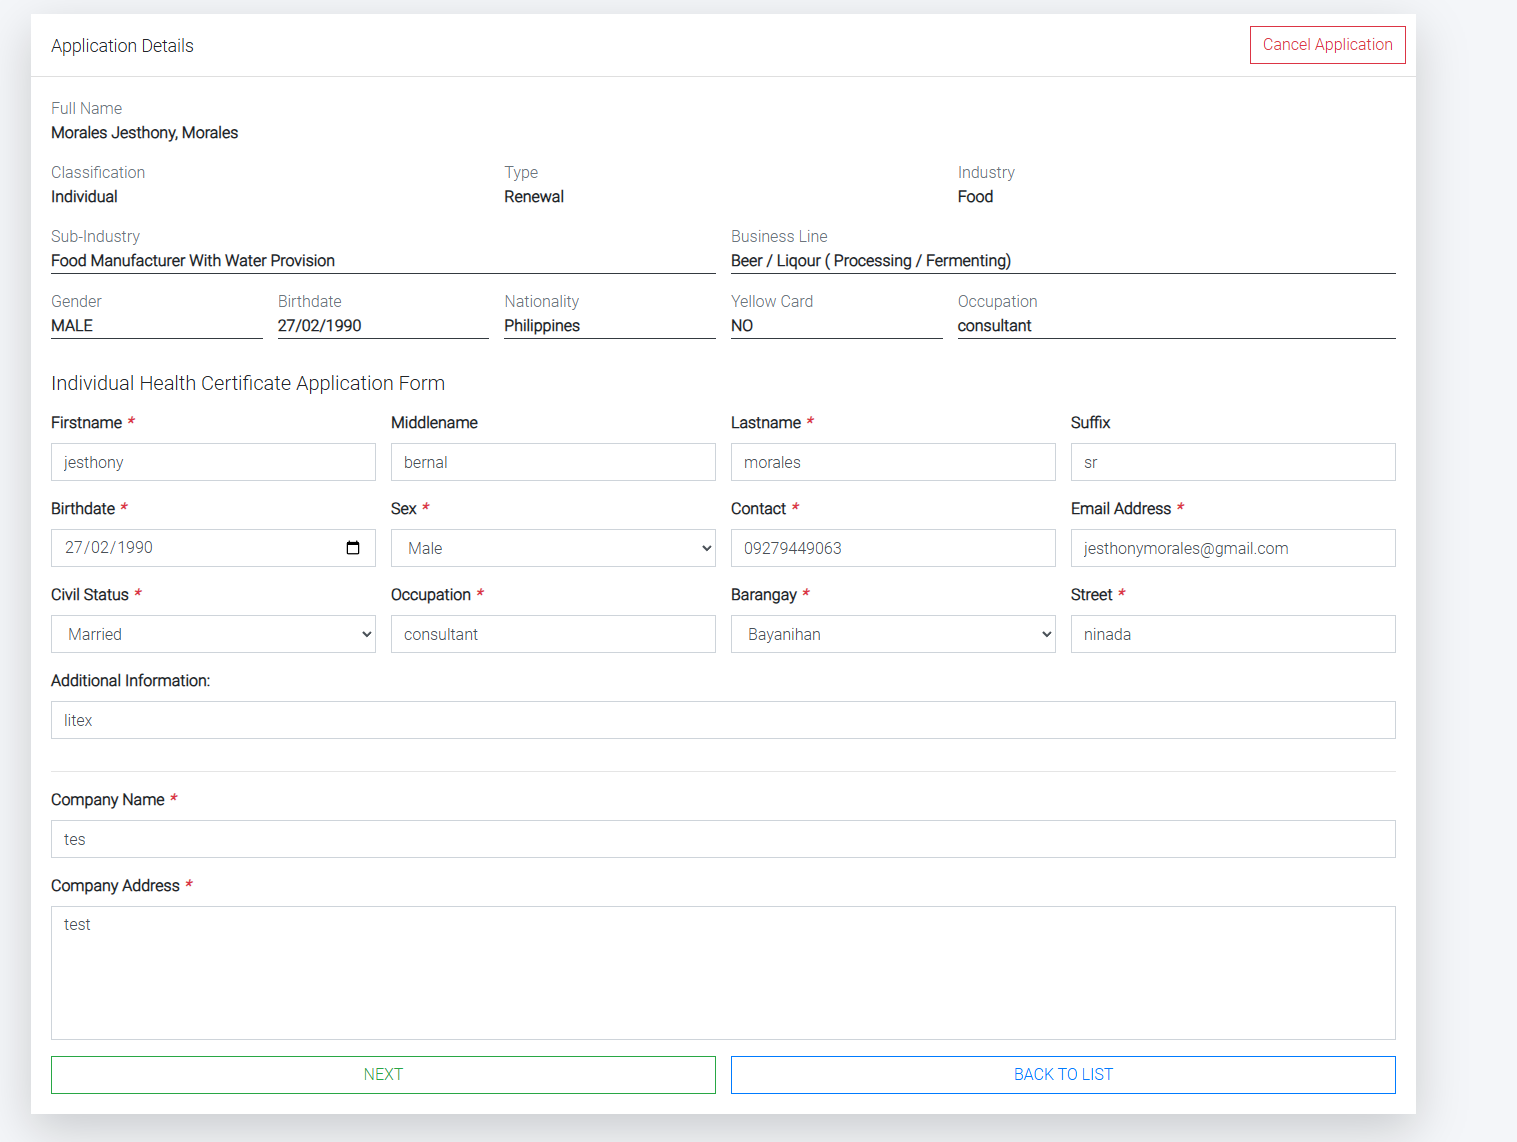 Application Details
Cancel Application
Full Name
Morales Jesthony, Morales
Classification
Type
Industry
Individual
Renewal
Food
Sub-Industry
Business Line
Food Manufacturer With Water Provision
Beer / Liqour ( Processing / Fermenting)
Gender
Birthdate
Nationality
Yellow Card
Occupation
MALE
27/02/1990
Philippines
NO
consultant
Individual Health Certificate Application Form
Firstname *
Middlename
Lastname *
Suffix
jesthony
bernal
morales
sr
Birthdate *
Sex *
Contact *
Email Address *
27/02/1990
Male
09279449063
jesthonymorales@gmail.com
Civil Status *
Occupation *
Barangay *
Street *
Married
consultant
Bayanihan
ninada
Additional Information:
litex
Company Name *
tes
Company Address *
test
NEXT
BACK TO LIST